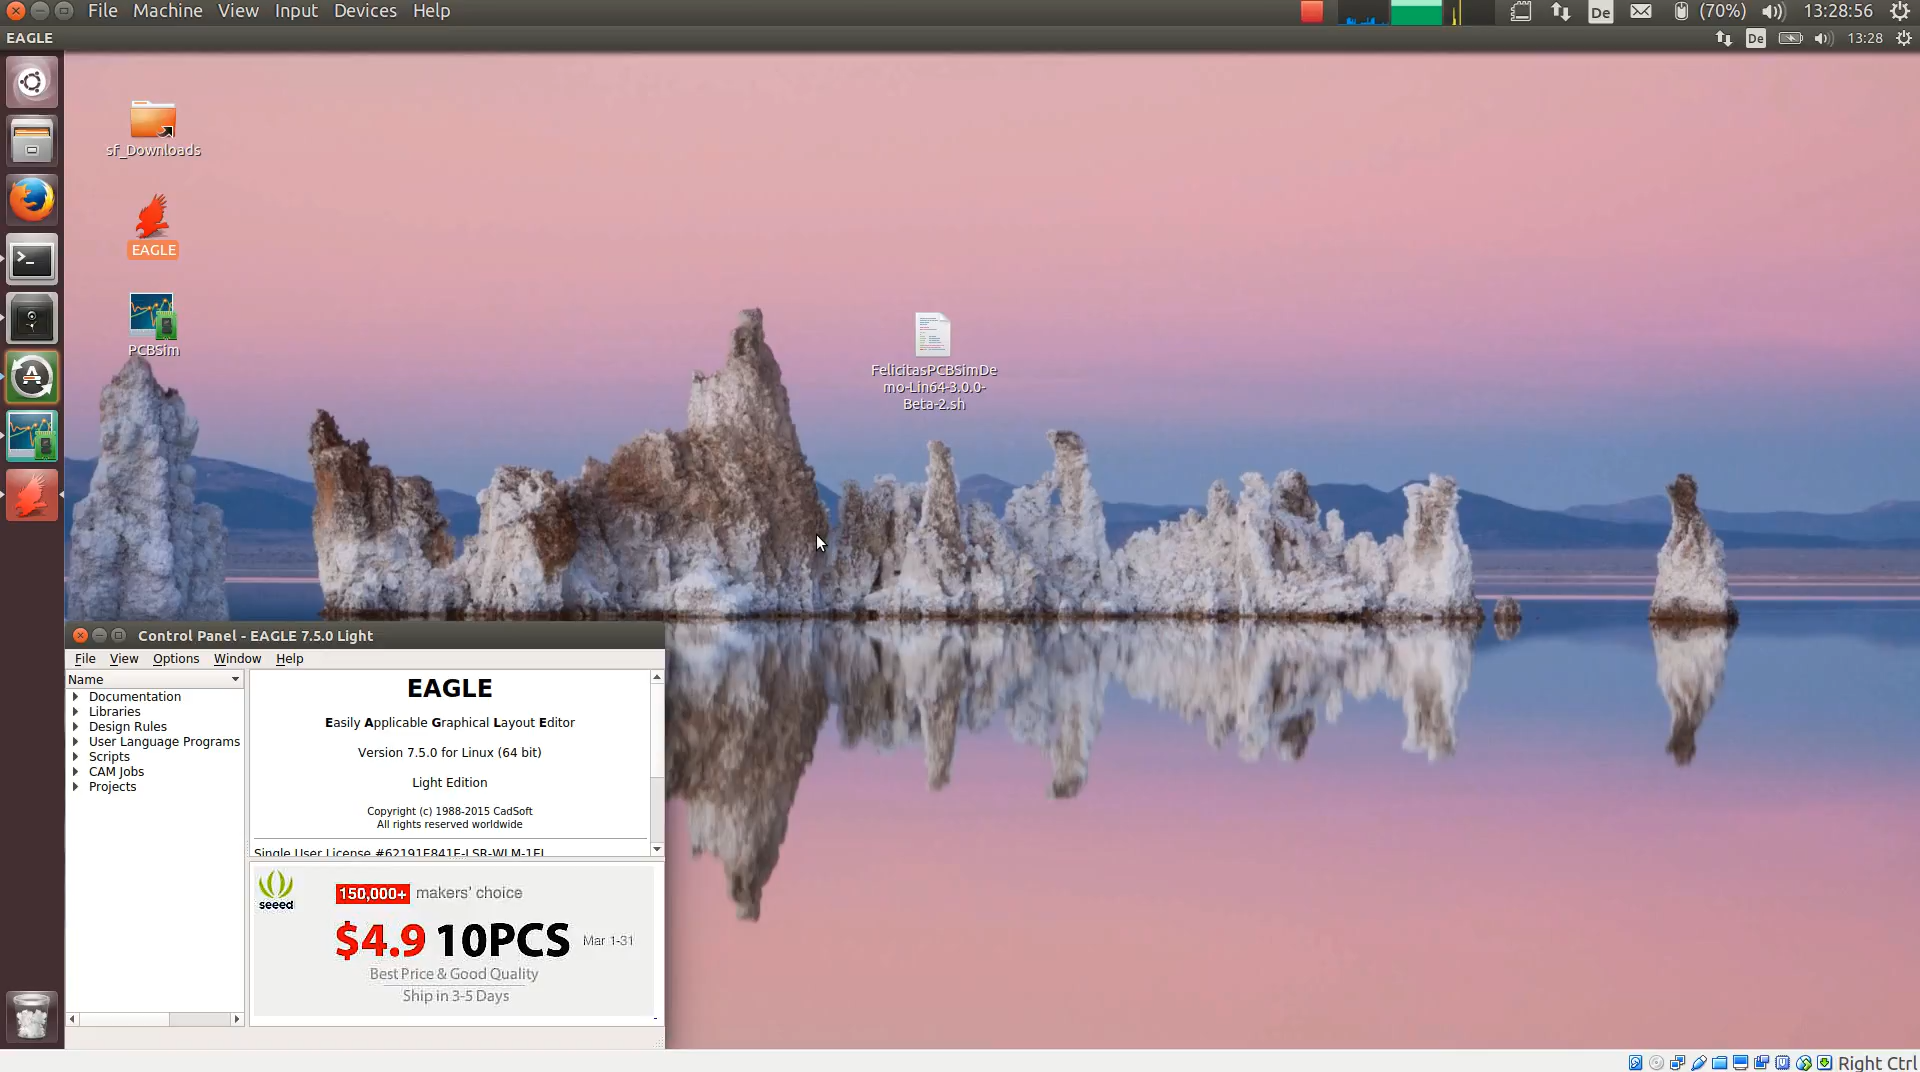 File Machine View Input Devices Help
De (70%) 13:28:56
EAGLE
De 13:28
sf_Downloads
EAGLE
PCBSim
FelicitasPCBSimDe
mo-Lin64-3.0.0-
Beta-2.sh
Control Panel - EAGLE 7.5.0 Light
File View Options Window Help
Name
Documentation
Libraries
Design Rules
User Language Programs
Scripts
CAM Jobs
Projects
EAGLE
Easily Applicable Graphical Layout Editor
Version 7.5.0 for Linux (64 bit)
Light Edition
Copyright (c) 1988-2015 CadSoft
All rights reserved worldwide
Single User License
seeed
150,000+ makers' choice
$4.9 10PCS Mar 1-31
Best Price & Good Quality
Ship in 3-5 Days
Right Ctrl